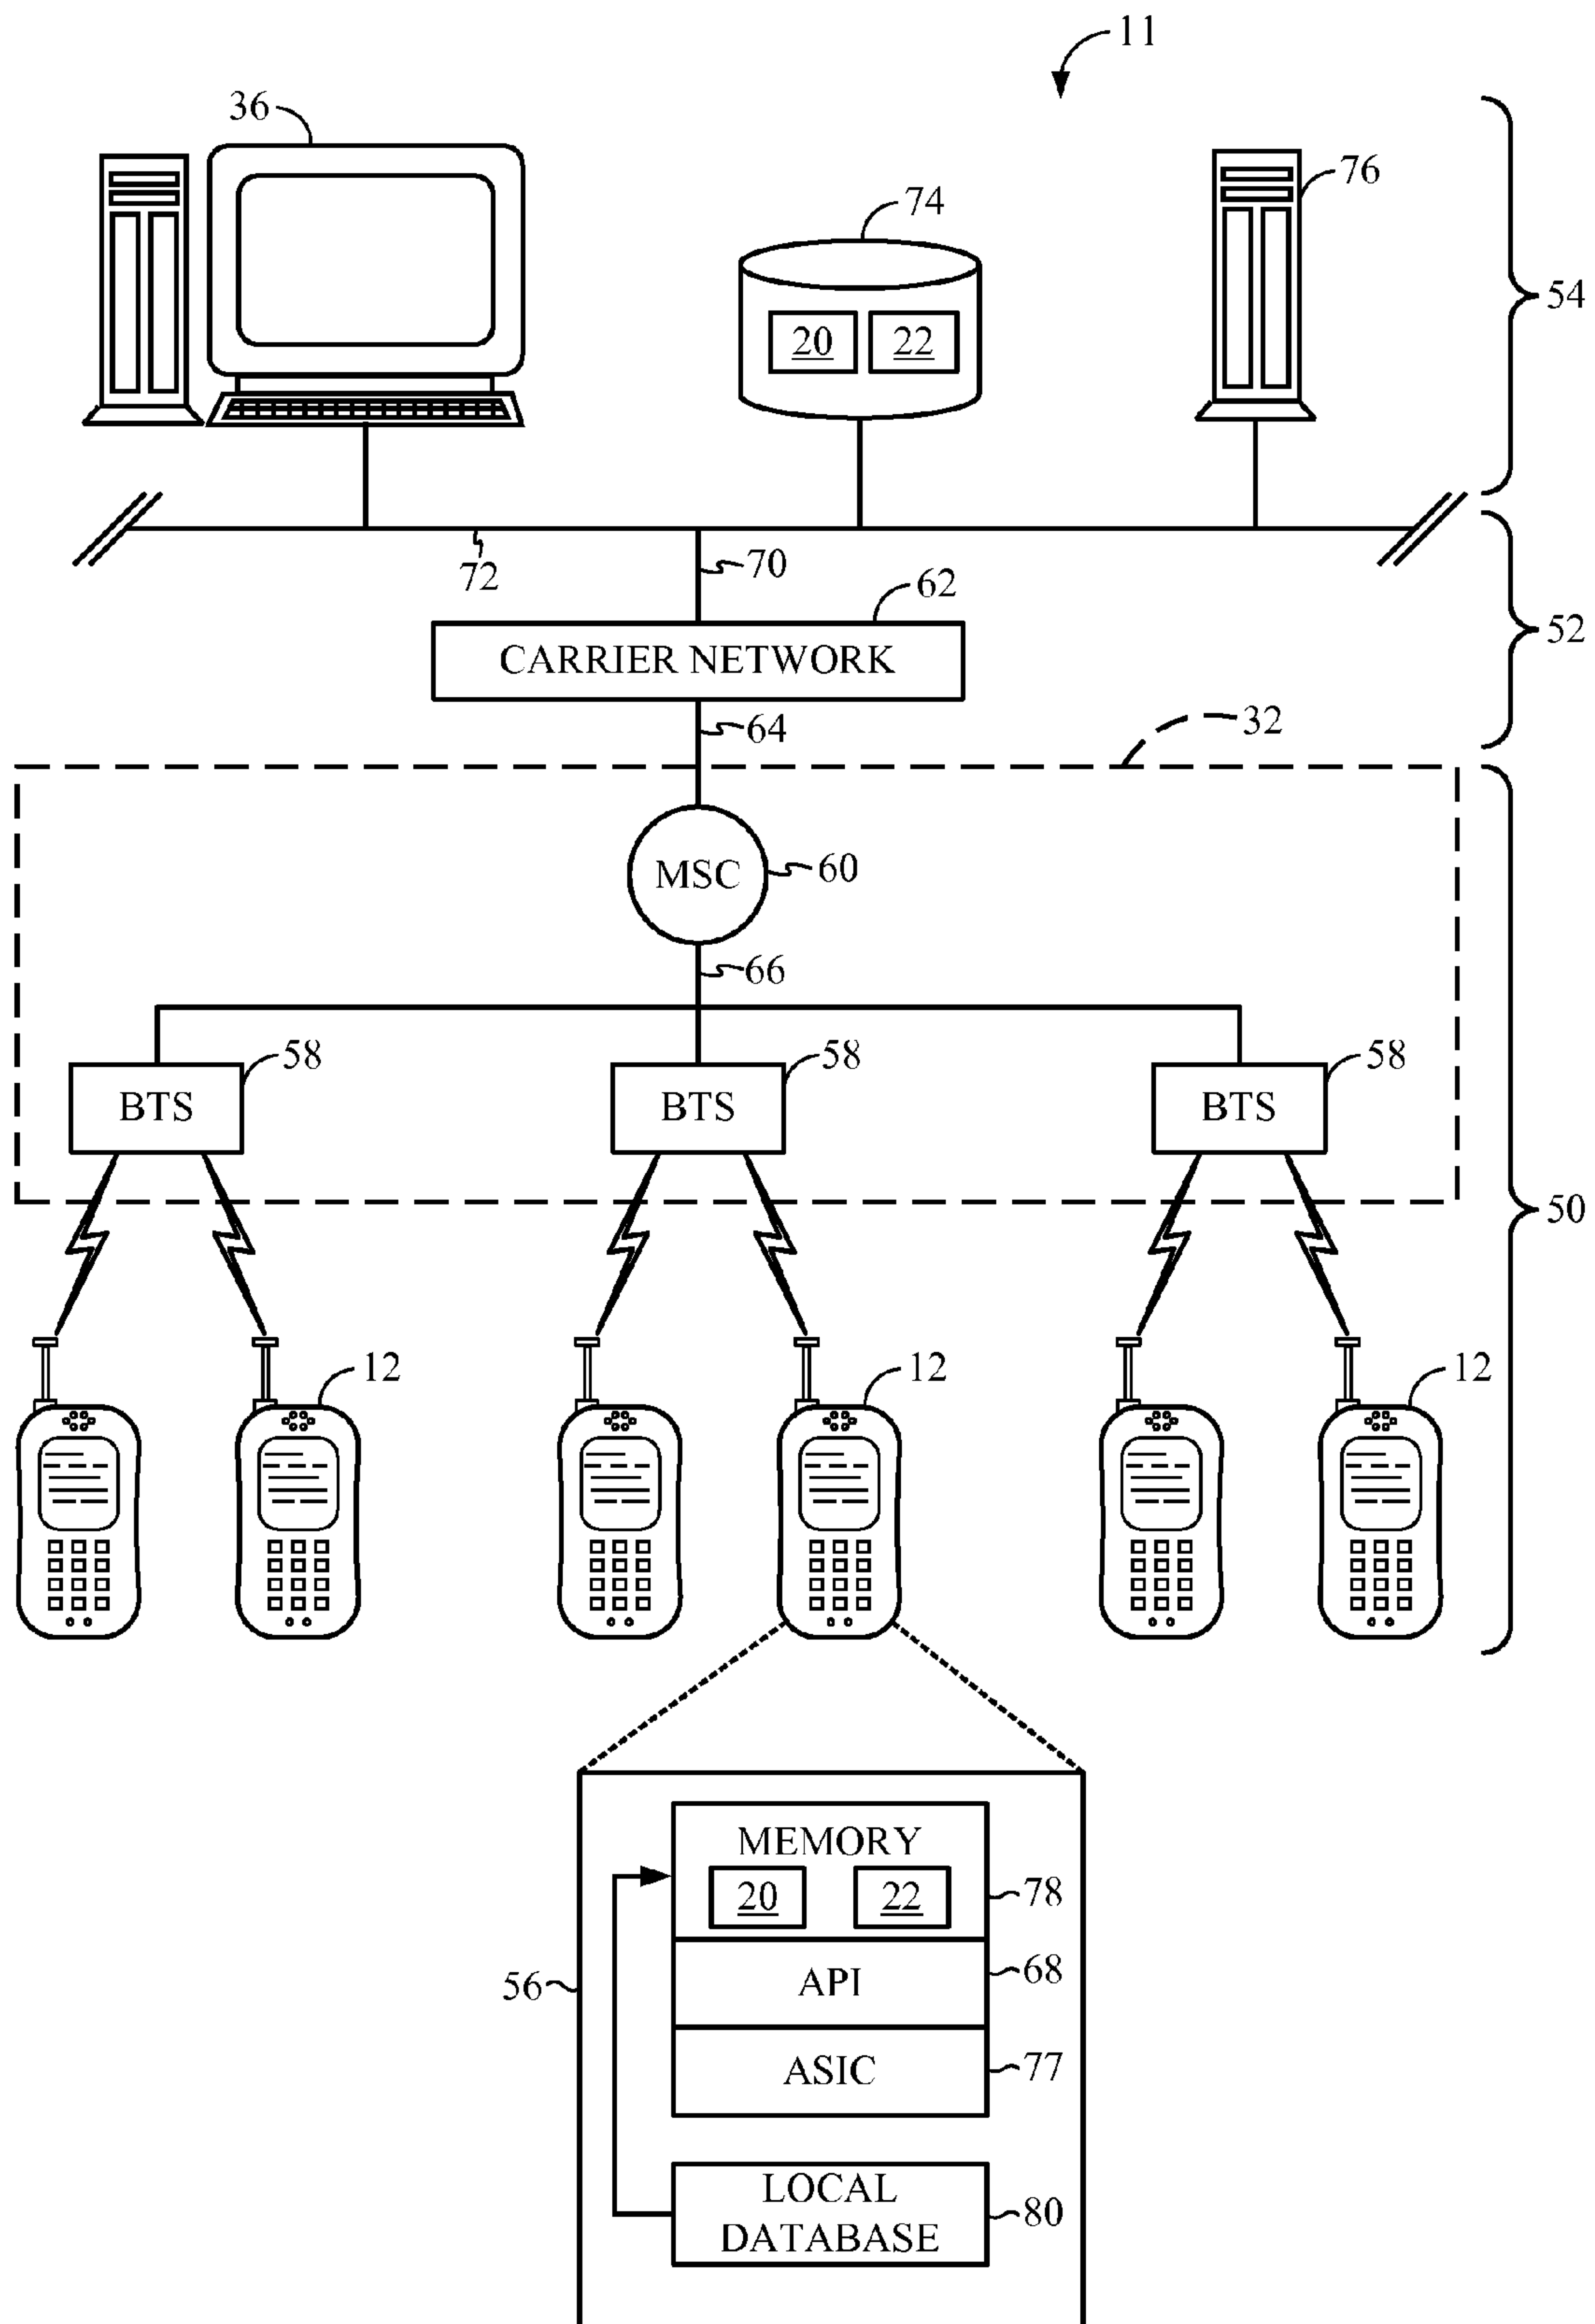 11
36
74
76
20 22
54
72
70
62
CARRIER NETWORK
52
64
32
MSC
60
66
58
58
58
BTS
BTS
BTS
50
12
12
12
MEMORY
20 22
78
API
68
56
ASIC
77
LOCAL
DATABASE
80